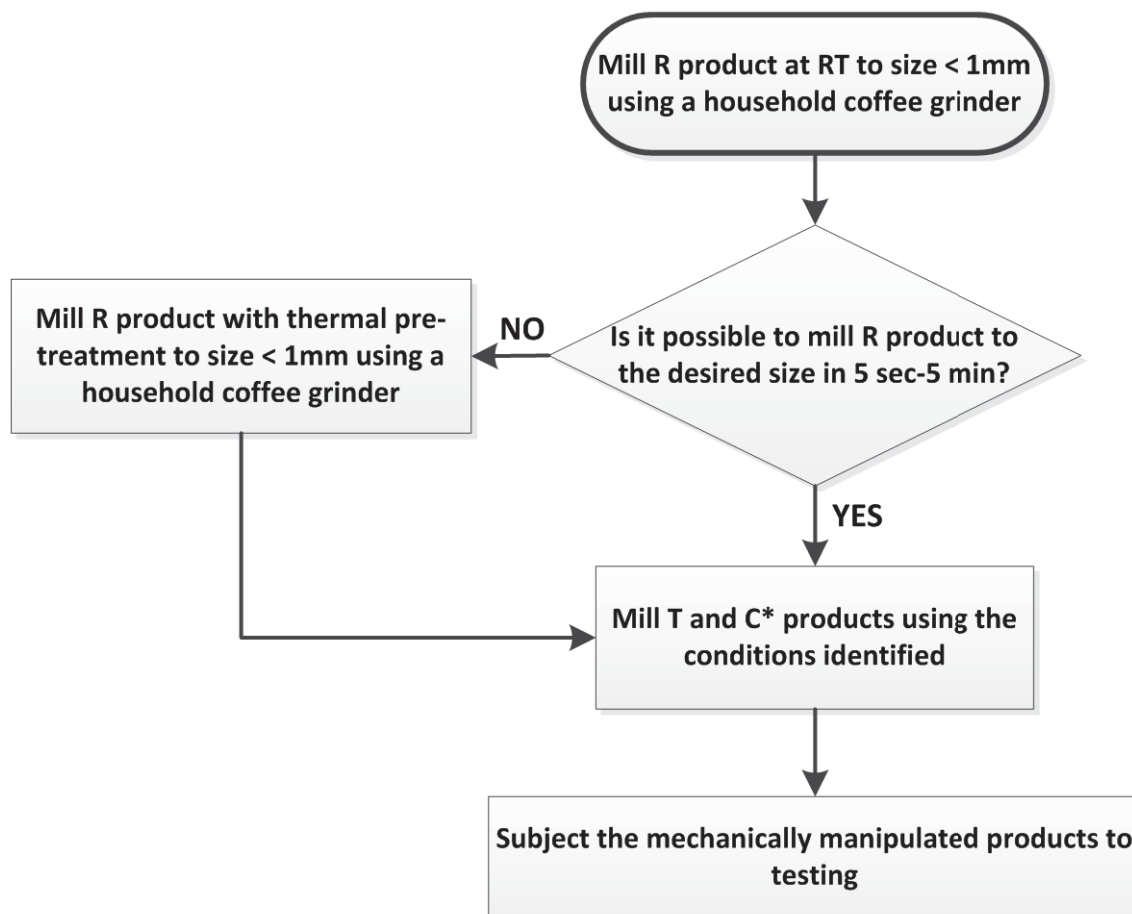 Mill R product at RT to size < 1mm
using a household coffee grinder
Is it possible to mill R product to
the desired size in 5 sec-5 min?
NO
Mill R product with thermal pre-
treatment to size < 1mm using a
household coffee grinder
YES
Mill T and C* products using the
conditions identified
Subject the mechanically manipulated products to
testing